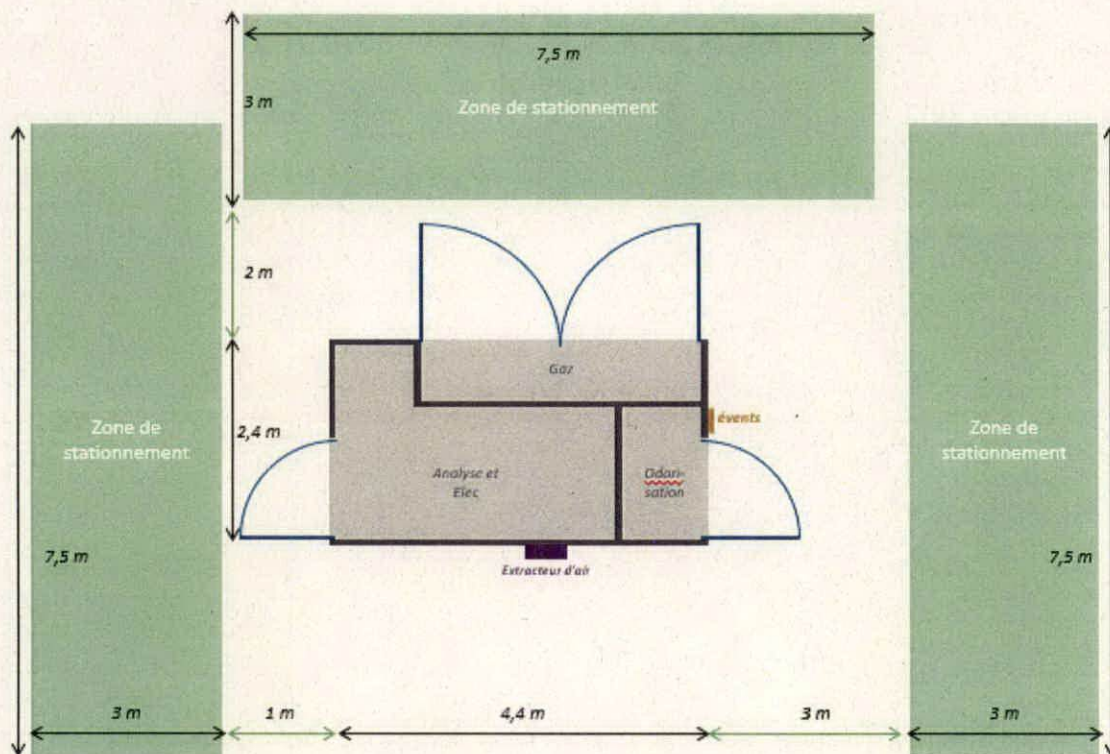 7,5 m
3 m
Zone de stationnement
2 m
Gaz
évents
2,4 m
Zone de
stationnement
Analyse et
Elec
Odori-
sation
Zone de
stationnement
7,5 m
Extracteur d'air
7,5 m
3 m
1 m
4,4 m
3 m
3 m